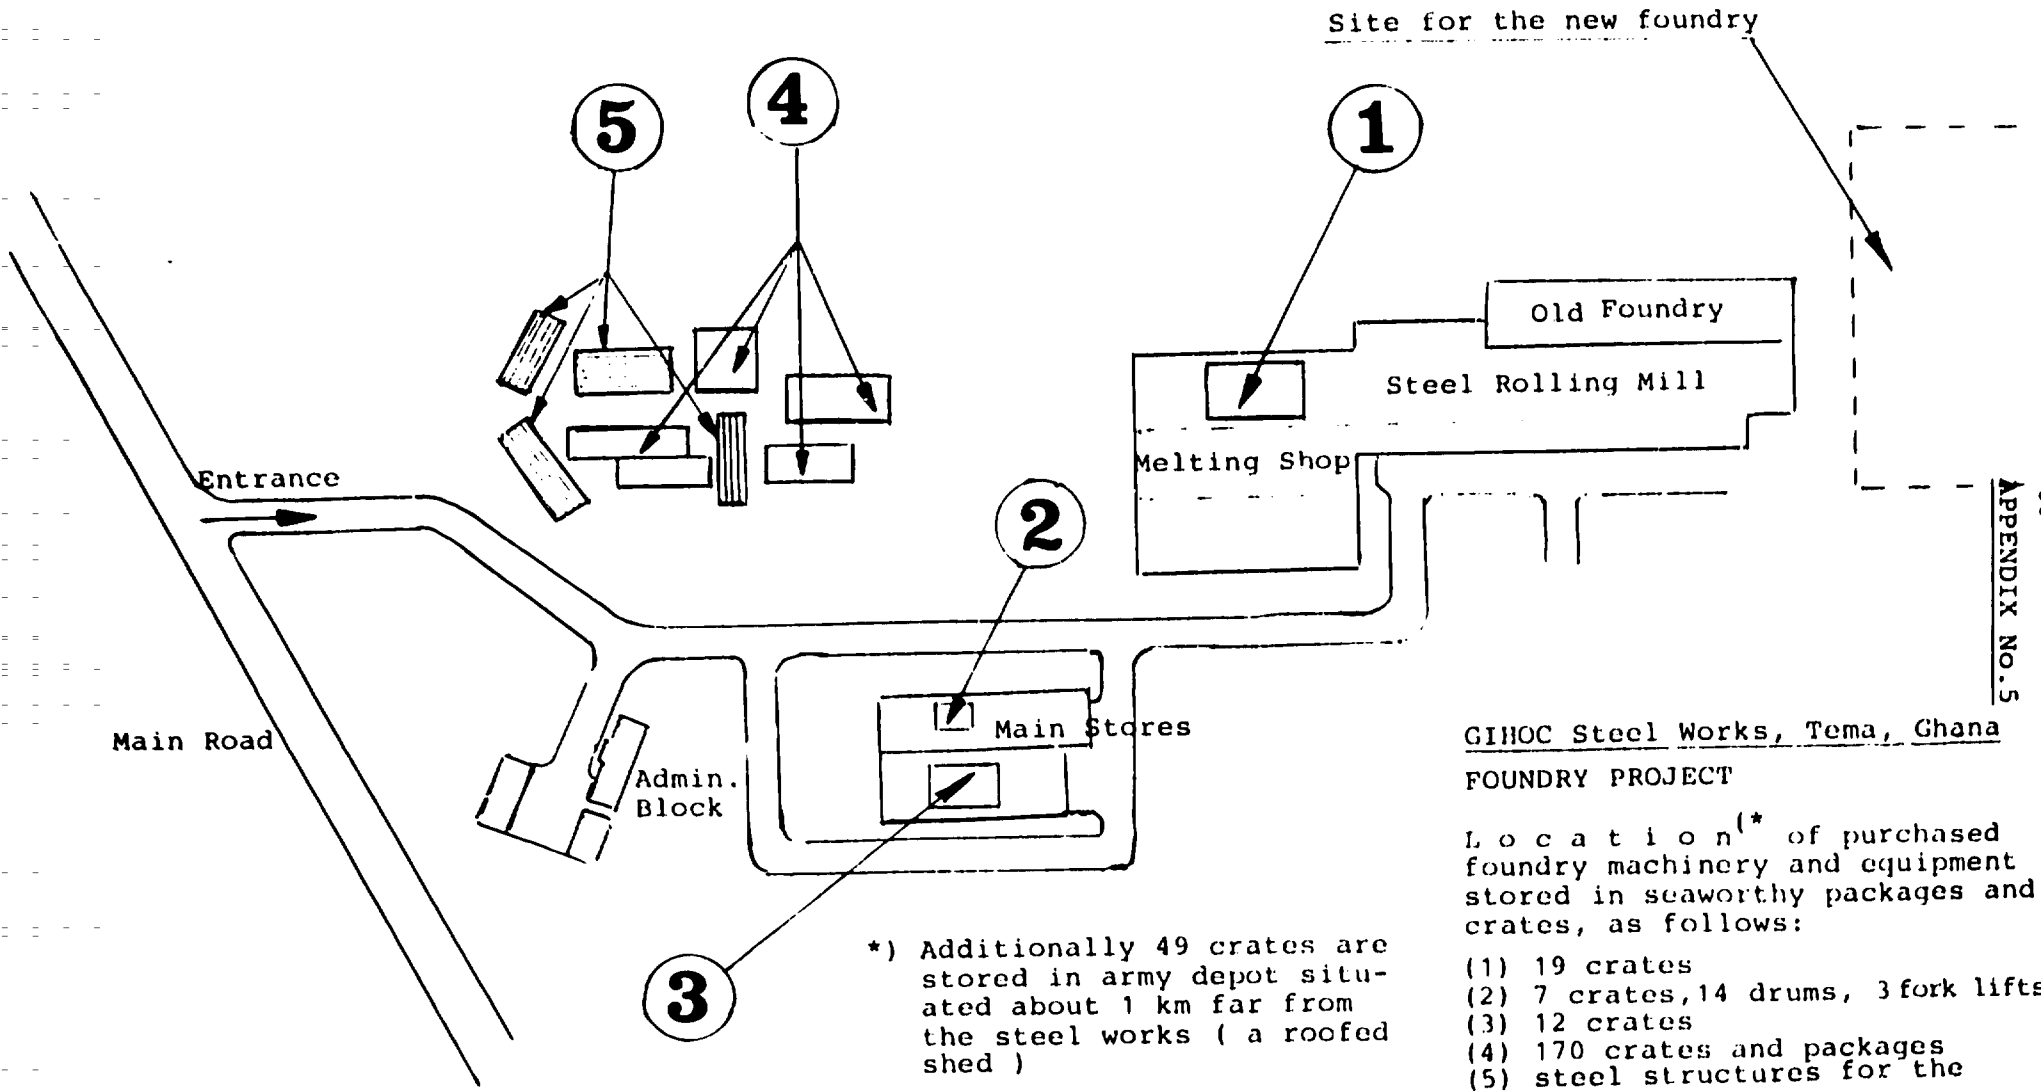 Site for the new foundry
5
4
1
Old Foundry
Steel Rolling Mill
Melting Shop
Entrance
2
APPENDIX No.5
Main Road
Main Stores
Admin.
Block
3
GIHOC Steel Works, Tema, Ghana
FOUNDRY PROJECT
L o c a t i o n(* of purchased
foundry machinery and equipment
stored in seaworthy packages and
crates, as follows:
(1) 19 crates
(2) 7 crates,14 drums, 3 fork lifts
(3) 12 crates
(4) 170 crates and packages
(5) steel structures for the
*) Additionally 49 crates are
stored in army depot situ-
ated about 1 km far from
the steel works ( a roofed
shed )